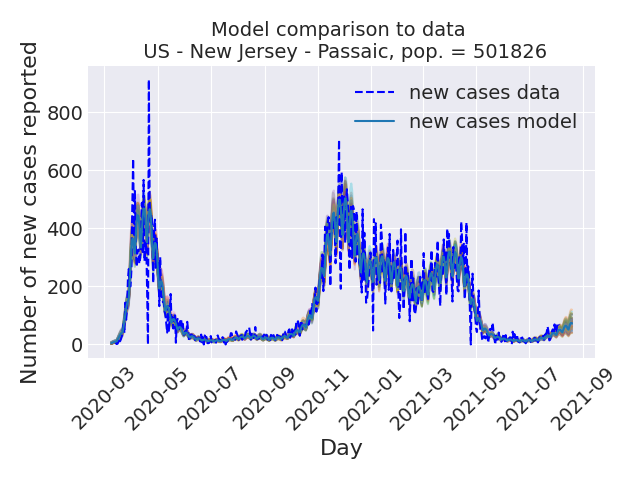 Model comparison to data
US - New Jersey - Passaic, pop. = 501826
Number of new cases reported
800
600
400
200
0
new cases data
new cases model
2020-03
2020-05
2020-07
2020-09
2020-11
2021-01
2021-03
2021-05
2021-07
2021-09
Day